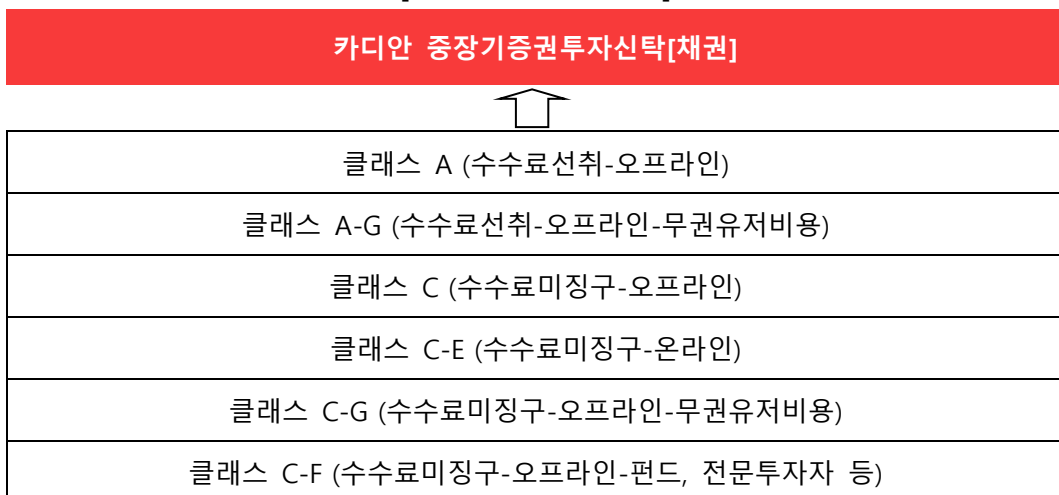 카디안 중장기증권투자신탁[채권]
클래스 A (수수료선취-오프라인)
클래스 A-G (수수료선취-오프라인-무권유저비용)
클래스 C (수수료미징구-오프라인)
클래스 C-E (수수료미징구-온라인)
클래스 C-G (수수료미징구-오프라인-무권유저비용)
클래스 C-F (수수료미징구-오프라인-펀드, 전문투자자 등)